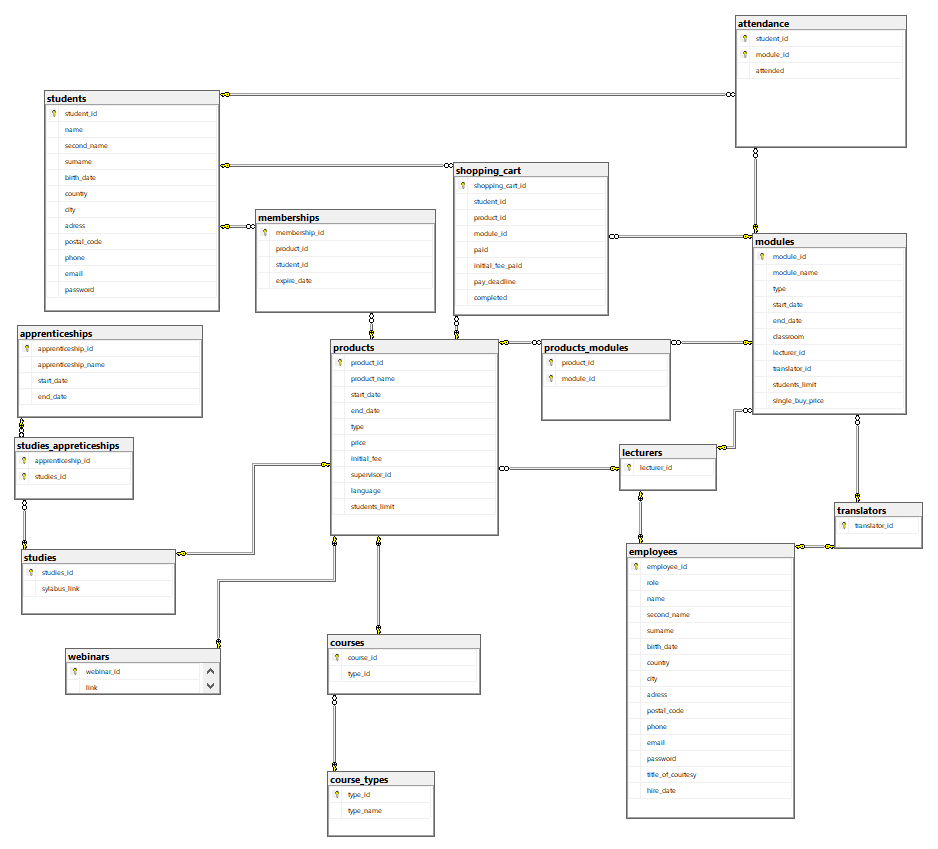 attendance
student_id
module_id
attended
students
student_id
name
second_name
surname
birth_date
country
city
adress
postal_code
phone
email
password
shopping_cart
shopping_cart_id
student_id
product_id
module_id
paid
initial_fee_paid
pay_deadline
completed
memberships
membership_id
product_id
student_id
expire_date
modules
module_id
module_name
type
start_date
end_date
classroom
lecturer_id
translator_id
students_limit
single_buy_price
apprenticeships
apprenticeship_id
apprenticeship_name
start_date
end_date
products
product_id
product_name
start_date
end_date
type
price
initial_fee
supervisor_id
language
students_limit
products_modules
product_id
module_id
studies_appreticeships
apprenticeship_id
studies_id
lecturers
lecturer_id
translators
translator_id
studies
studies_id
sylabus_link
employees
employee_id
role
name
second_name
surname
birth_date
country
city
adress
postal_code
phone
email
password
title_of_courtesy
hire_date
webinars
webinar_id
link
courses
course_id
type_id
course_types
type_id
type_name